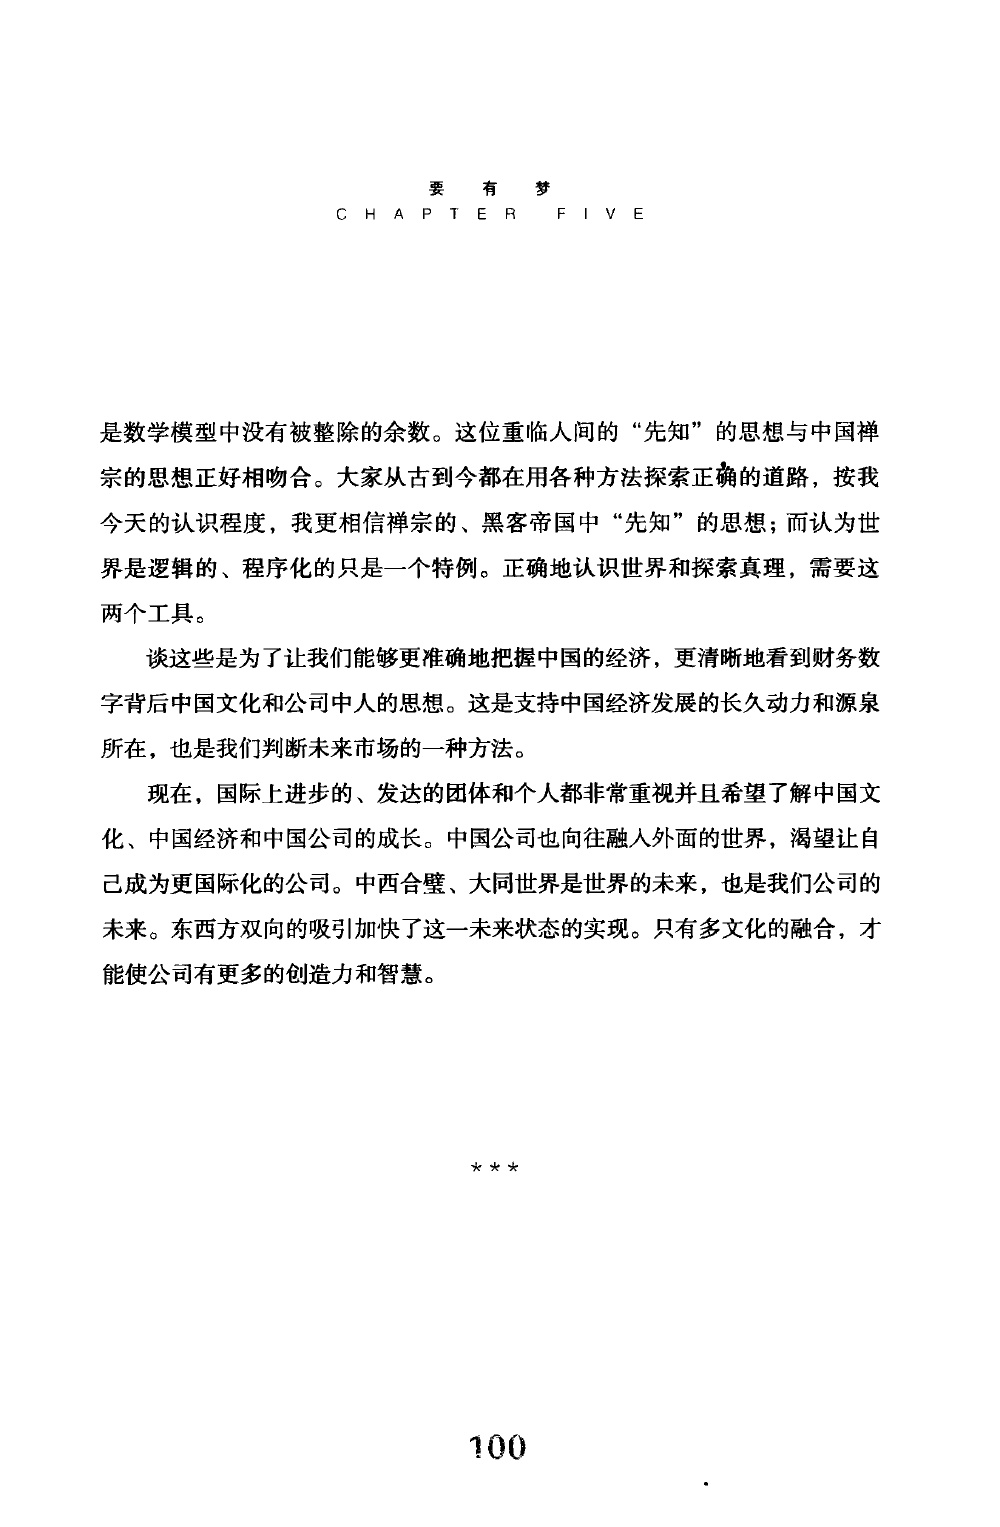 要 有 梦
CHAPTER FIVE
是数学模型中没有被整除的余数。这位重临人间的“先知”的思想与中国禅
宗的思想正好相吻合。大家从古到今都在用各种方法探索正确的道路，按我
今天的认识程度，我更相信禅宗的、黑客帝国中“先知”的思想；而认为世
界是逻辑的、程序化的只是一个特例。正确地认识世界和探索真理，需要这
两个工具。
谈这些是为了让我们能够更准确地把握中国的经济，更清晰地看到财务数
字背后中国文化和公司中人的思想。这是支持中国经济发展的长久动力和源泉
所在，也是我们判断未来市场的一种方法。
现在，国际上进步的、发达的团体和个人都非常重视并且希望了解中国文
化、中国经济和中国公司的成长。中国公司也向往融入外面的世界，渴望让自
己成为更国际化的公司。中西合璧、大同世界是世界的未来，也是我们公司的
未来。东西方双向的吸引加快了这一未来状态的实现。只有多文化的融合，才
能使公司有更多的创造力和智慧。
***
100